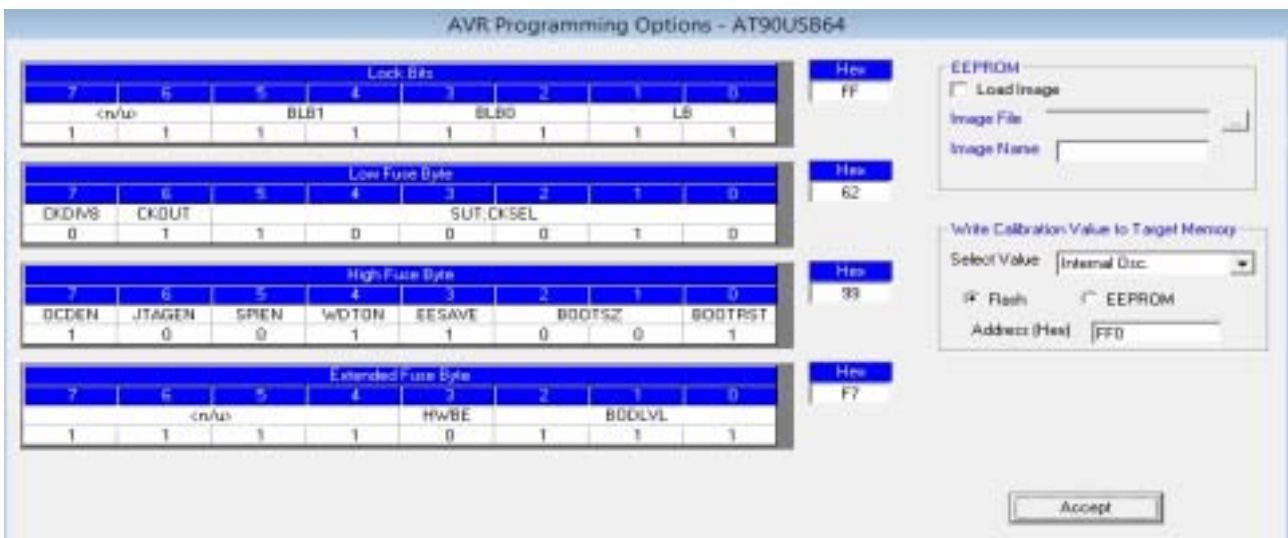 AVR Programming Options - AT90USB64
Lock Bits
7 6 5 4 3 2 1 0
<n/u> BLB1 BLB0 LB
1 1 1 1 1 1 1 1
Hex
FF
Low Fuse Byte
7 6 5 4 3 2 1 0
CKDIV8 CKOUT SUT:CKSEL
0 1 1 0 0 0 1 0
Hex
62
High Fuse Byte
7 6 5 4 3 2 1 0
OCDEN JTAGEN SPIEN WDTON EESAVE BOOTSZ BOOTRST
1 0 0 1 1 0 0 1
Hex
99
Extended Fuse Byte
7 6 5 4 3 2 1 0
<n/u> HWBE BODLVL
1 1 1 1 0 1 1 1
Hex
F7
EEPROM
Load Image
Image File
...
Image Name
Write Calibration Value to Target Memory
Select Value Internal Osc.
Flash EEPROM
Address (Hex) FF0
Accept